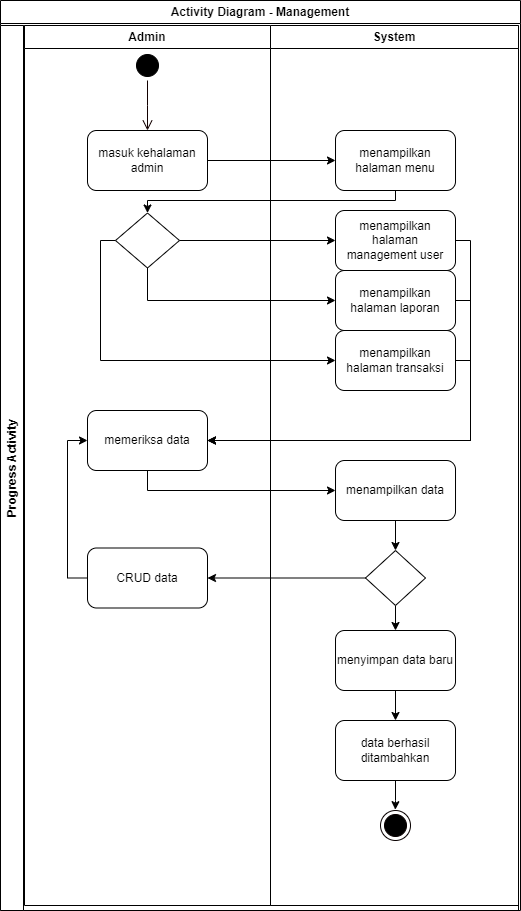 Activity Diagram - Management
Admin
System
Progress Activity
masuk kehalaman
admin
menampilkan
halaman menu
menampilkan
halaman
management user
menampilkan
halaman laporan
menampilkan
halaman transaksi
memeriksa data
menampilkan data
CRUD data
menyimpan data baru
data berhasil
ditambahkan